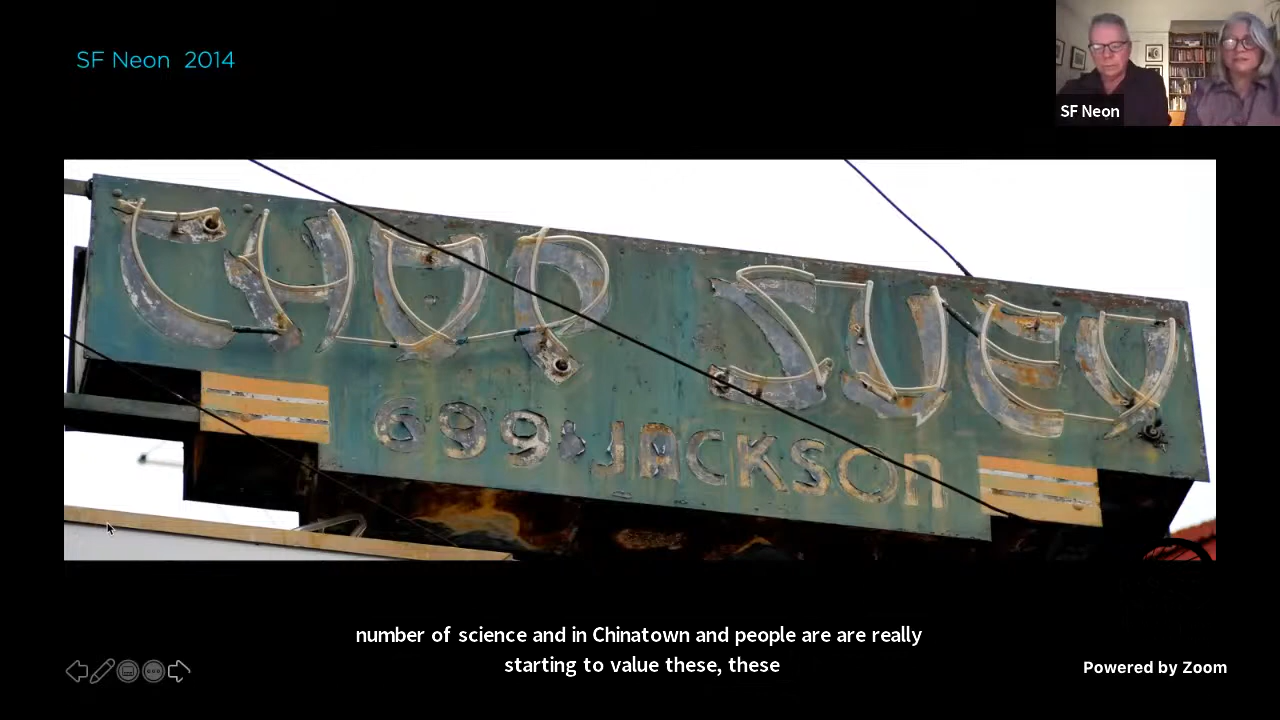 SF Neon 2014
SF Neon
CHOP SUEY
699 JACKSON
number of science and in Chinatown and people are are really
starting to value these, these
Powered by Zoom